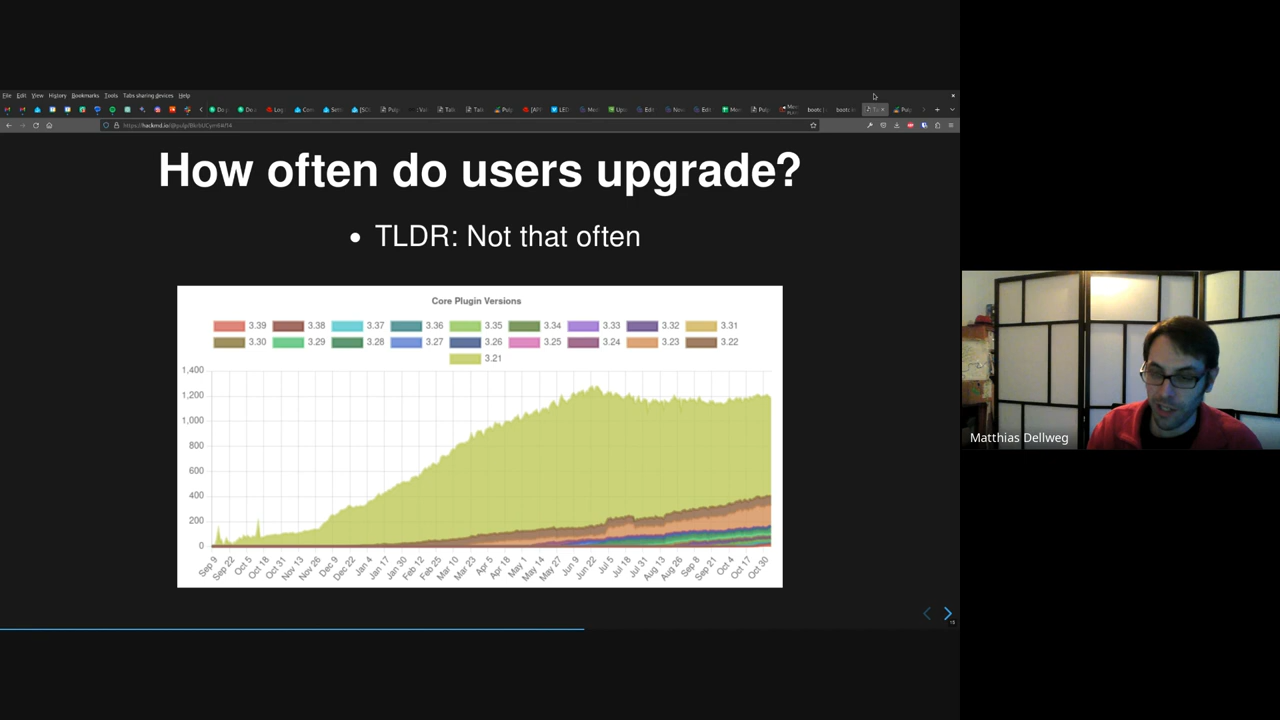 File Edit View History Bookmarks Tools Tabs sharing devices Help
How often do users upgrade?
• TLDR: Not that often
Core Plugin Versions
3.39 3.38 3.37 3.36 3.35 3.34 3.33 3.32 3.31
3.30 3.29 3.28 3.27 3.26 3.25 3.24 3.23 3.22
3.21
1,400
1,200
1,000
800
600
400
200
0
Sep 9 Sep 22 Oct 5 Oct 18 Oct 31 Nov 13 Nov 26 Dec 9 Dec 22 Jan 4 Jan 17 Jan 30 Feb 12 Feb 25 Mar 10 Mar 23 Apr 5 Apr 18 May 1 May 14 May 27 Jun 9 Jun 22 Jul 5 Jul 18 Jul 31 Aug 13 Aug 26 Sep 8 Sep 21 Oct 4 Oct 17 Oct 30
Matthias Dellweg